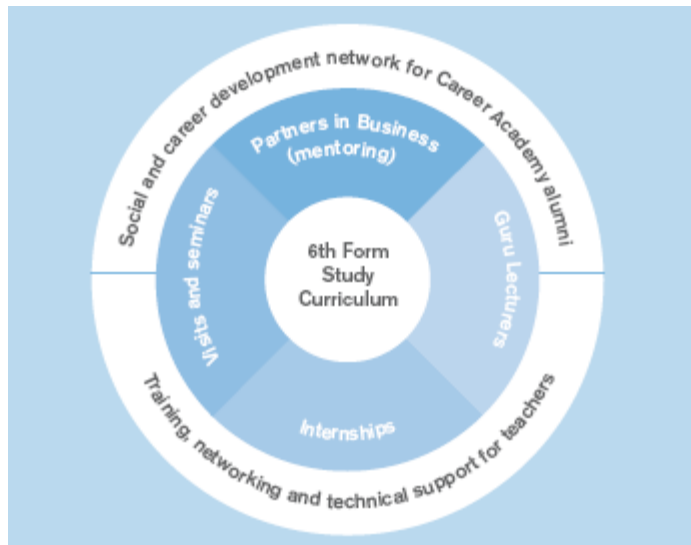 Social and career development network for Career Academy alumni
Partners in Business
(mentoring)
Visits and seminars
Guru Lecturers
6th Form
Study
Curriculum
Internships
Training, networking and technical support for teachers